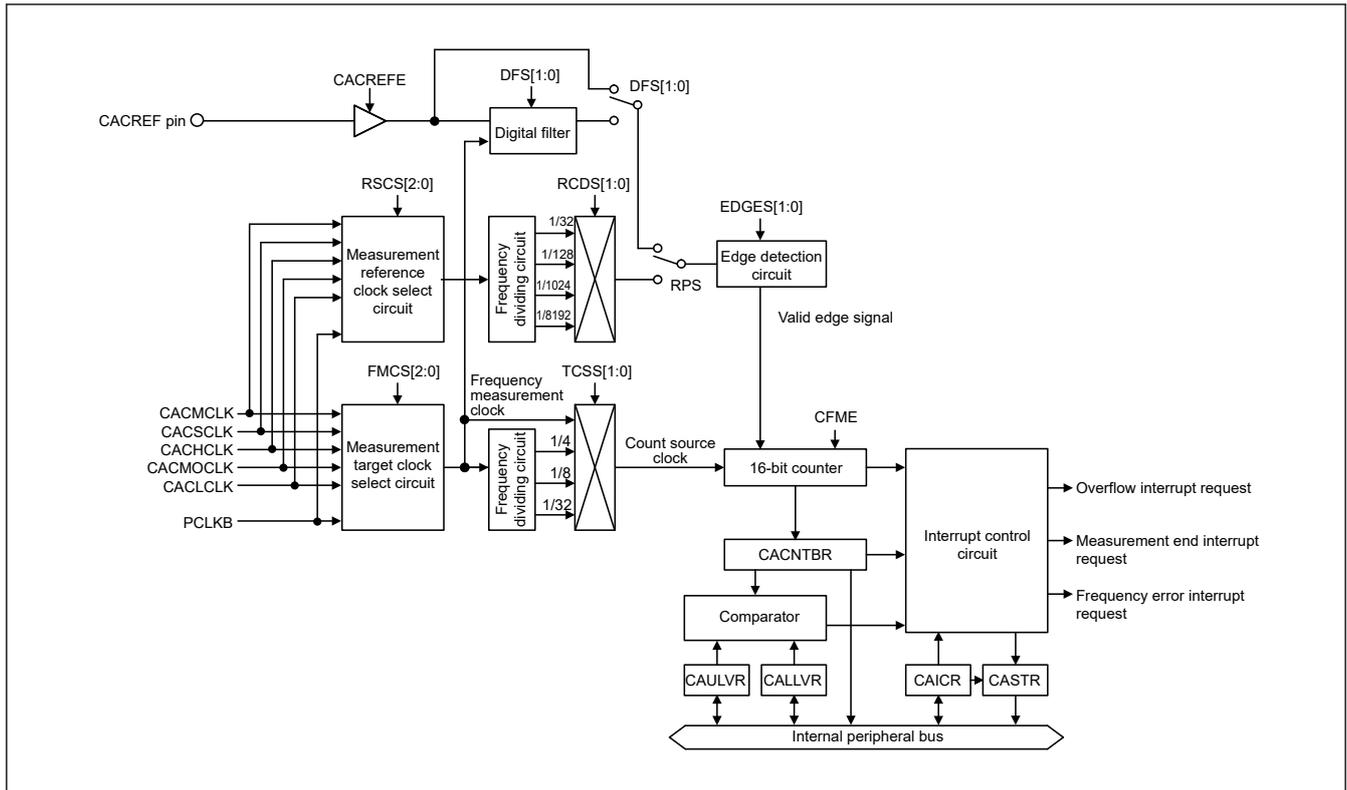 CACREFE
DFS[1:0]
DFS[1:0]
CACREF pin
Digital filter
RSCS[2:0]
RCDS[1:0]
EDGES[1:0]
Measurement
reference
clock select
circuit
Frequency
dividing circuit
1/32
1/128
1/1024
1/8192
RPS
Edge detection
circuit
Valid edge signal
FMCS[2:0]
Frequency
measurement
clock
TCSS[1:0]
CACMCLK
CACSCLK
CACHCLK
CACMOCLK
CACLCLK
PCLKB
Measurement
target clock
select circuit
Frequency
dividing circuit
1/4
1/8
1/32
Count source
clock
CFME
16-bit counter
CACNTBR
Comparator
CAULVR
CALLVR
Interrupt control
circuit
Overflow interrupt request
Measurement end interrupt
request
Frequency error interrupt
request
CAICR
CASTR
Internal peripheral bus